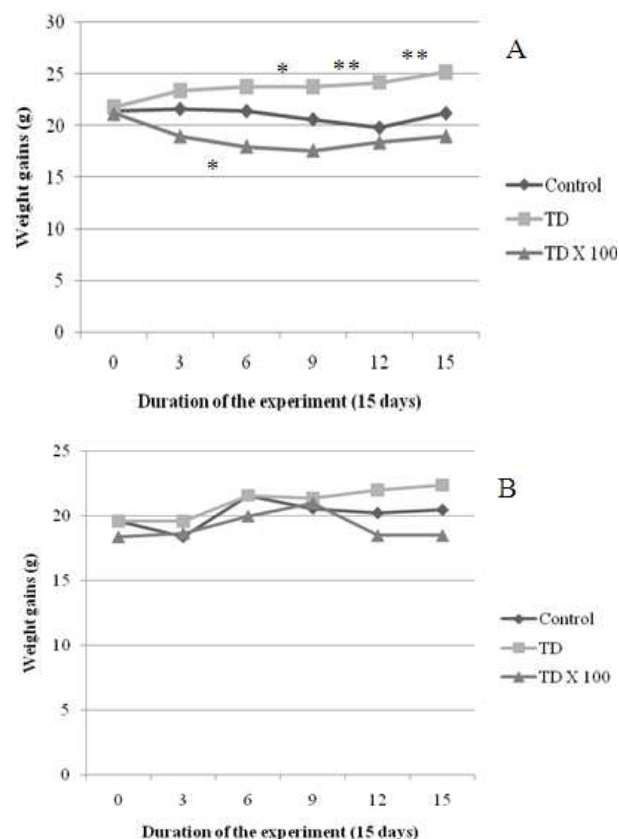 30
25
20
15
10
5
0
Weight gains (g)
* ** **
*
A
Control
TD
TD X 100
0 3 6 9 12 15
Duration of the experiment (15 days)
25
20
15
10
5
0
Weight gains (g)
B
Control
TD
TD X 100
0 3 6 9 12 15
Duration of the experiment (15 days)